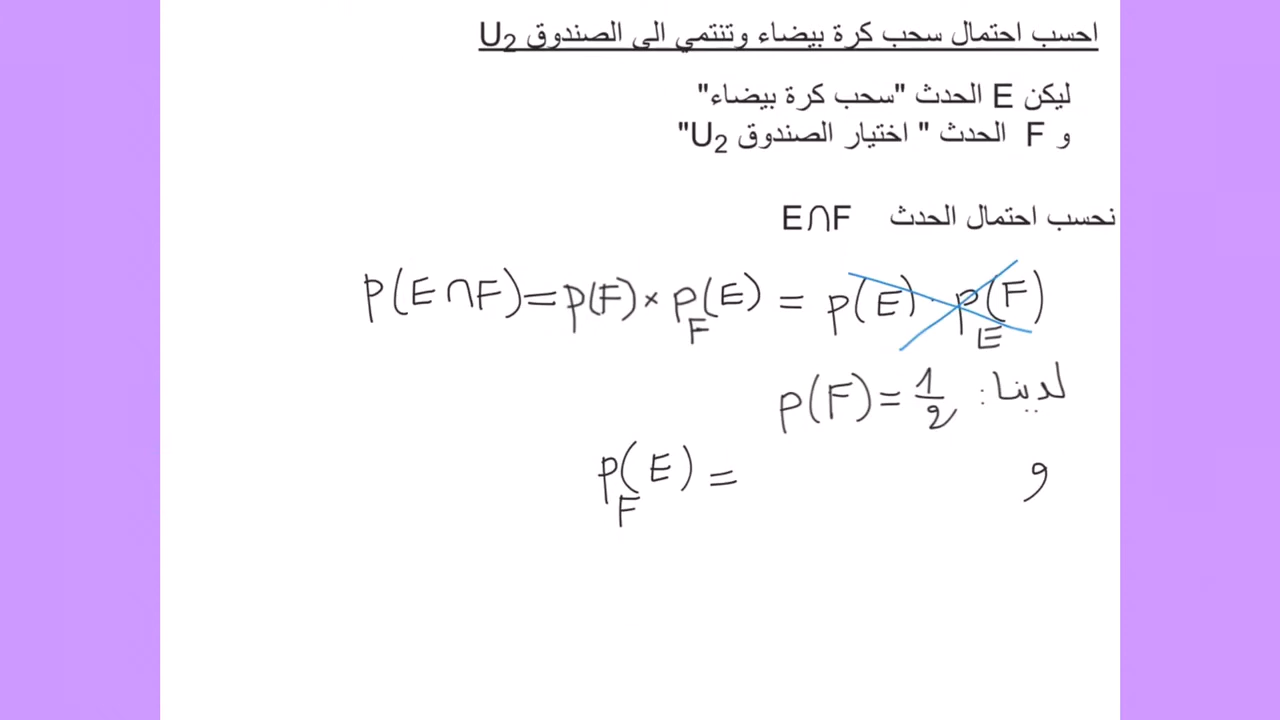 احسب احتمال سحب كرة بيضاء وتنتمي الى الصندوق U₂
ليكن E الحدث "سحب كرة بيضاء"
و F الحدث " اختيار الصندوق U₂"
نحسب احتمال الحدث E∩F
p(E∩F)=p(F)×p_F(E) = p(E)·p_E(F)
لدينا: p(F)=1/2
و p_F(E) =